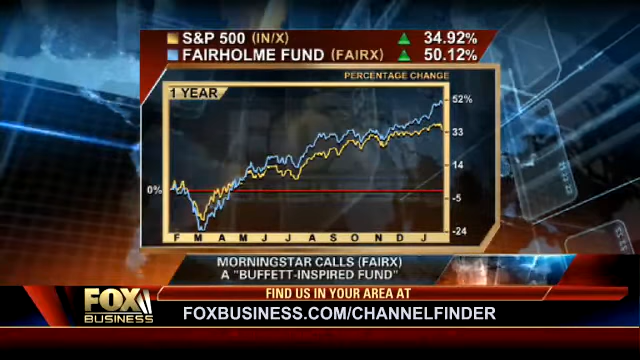 S&P 500 (IN/X) 34.92%
FAIRHOLME FUND (FAIRX) 50.12%
PERCENTAGE CHANGE
1 YEAR
52%
33
14
0%
-5
-24
F M A M J J A S O N D J
MORNINGSTAR CALLS (FAIRX)
A "BUFFETT-INSPIRED FUND"
FIND US IN YOUR AREA AT
FOX
BUSINESS
FOXBUSINESS.COM/CHANNELFINDER